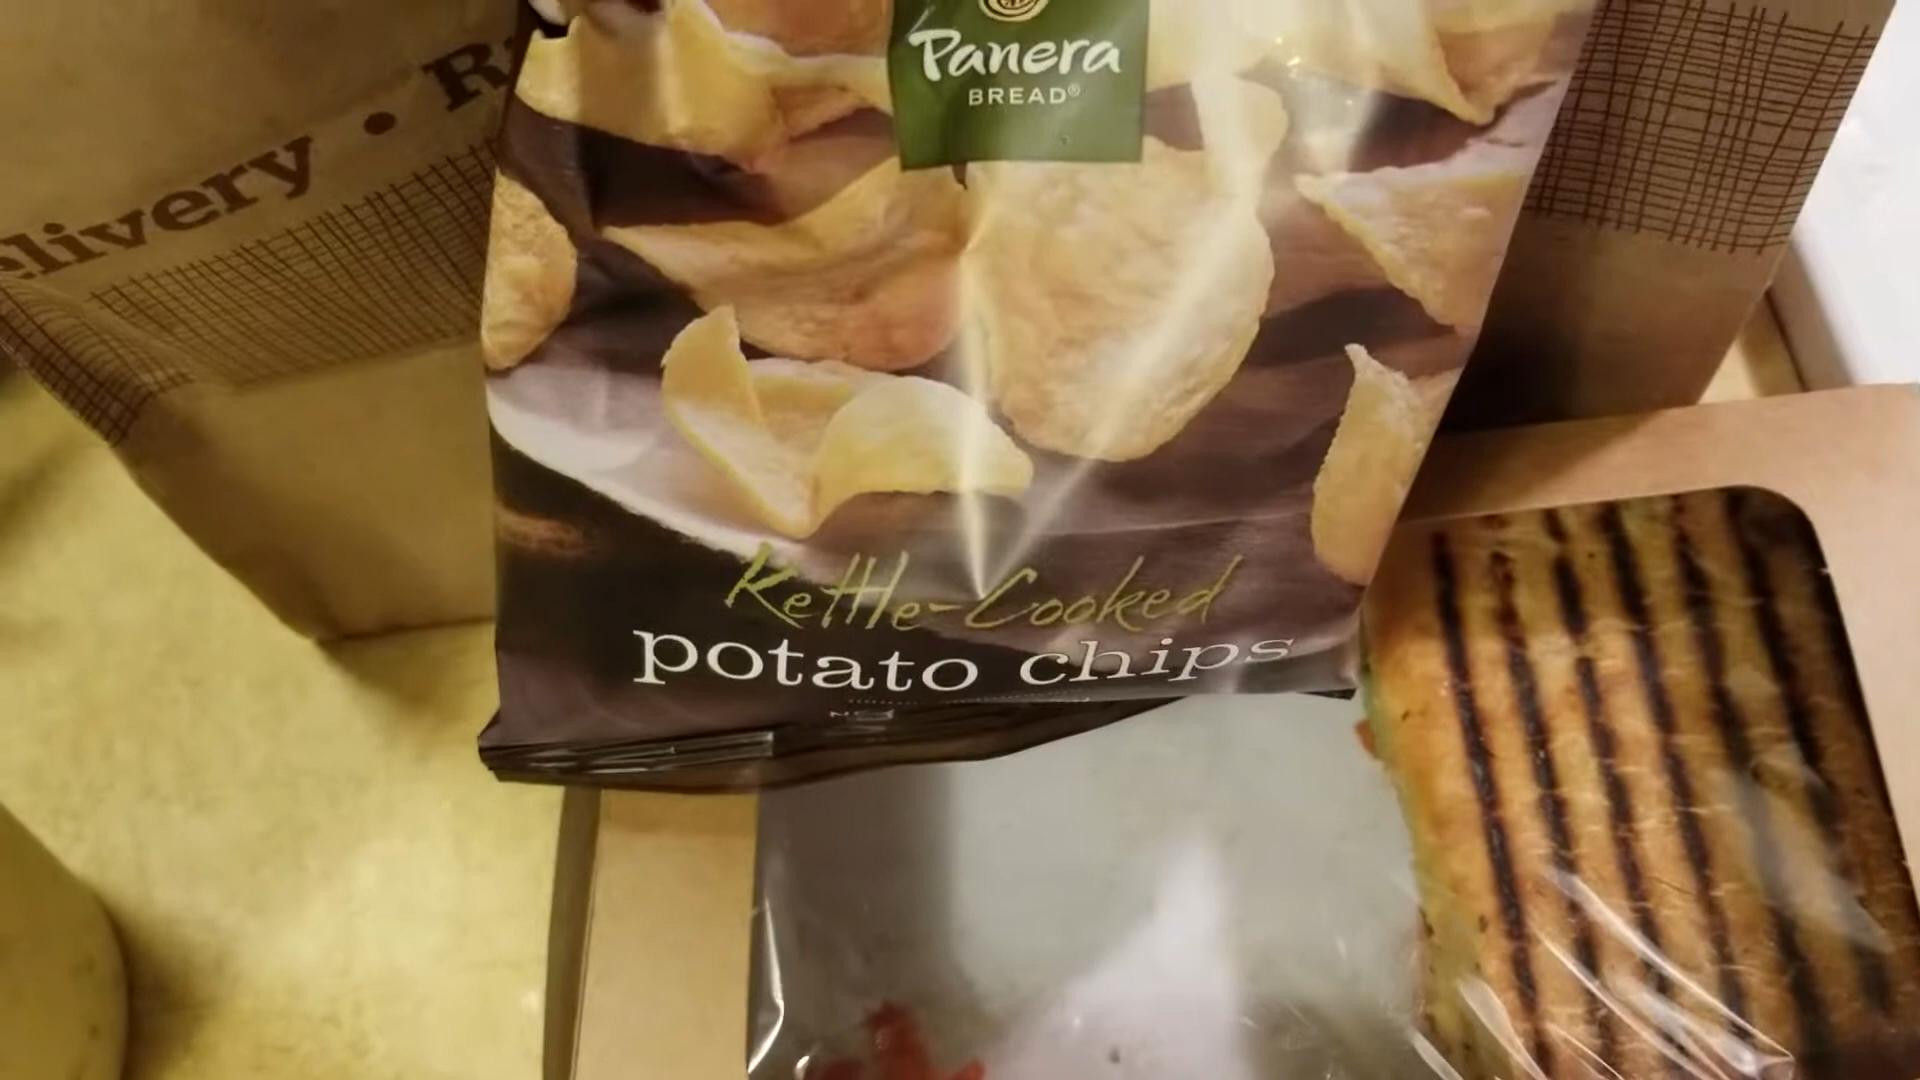 Panera
BREAD®
elivery • R
Kettle-Cooked
potato chips